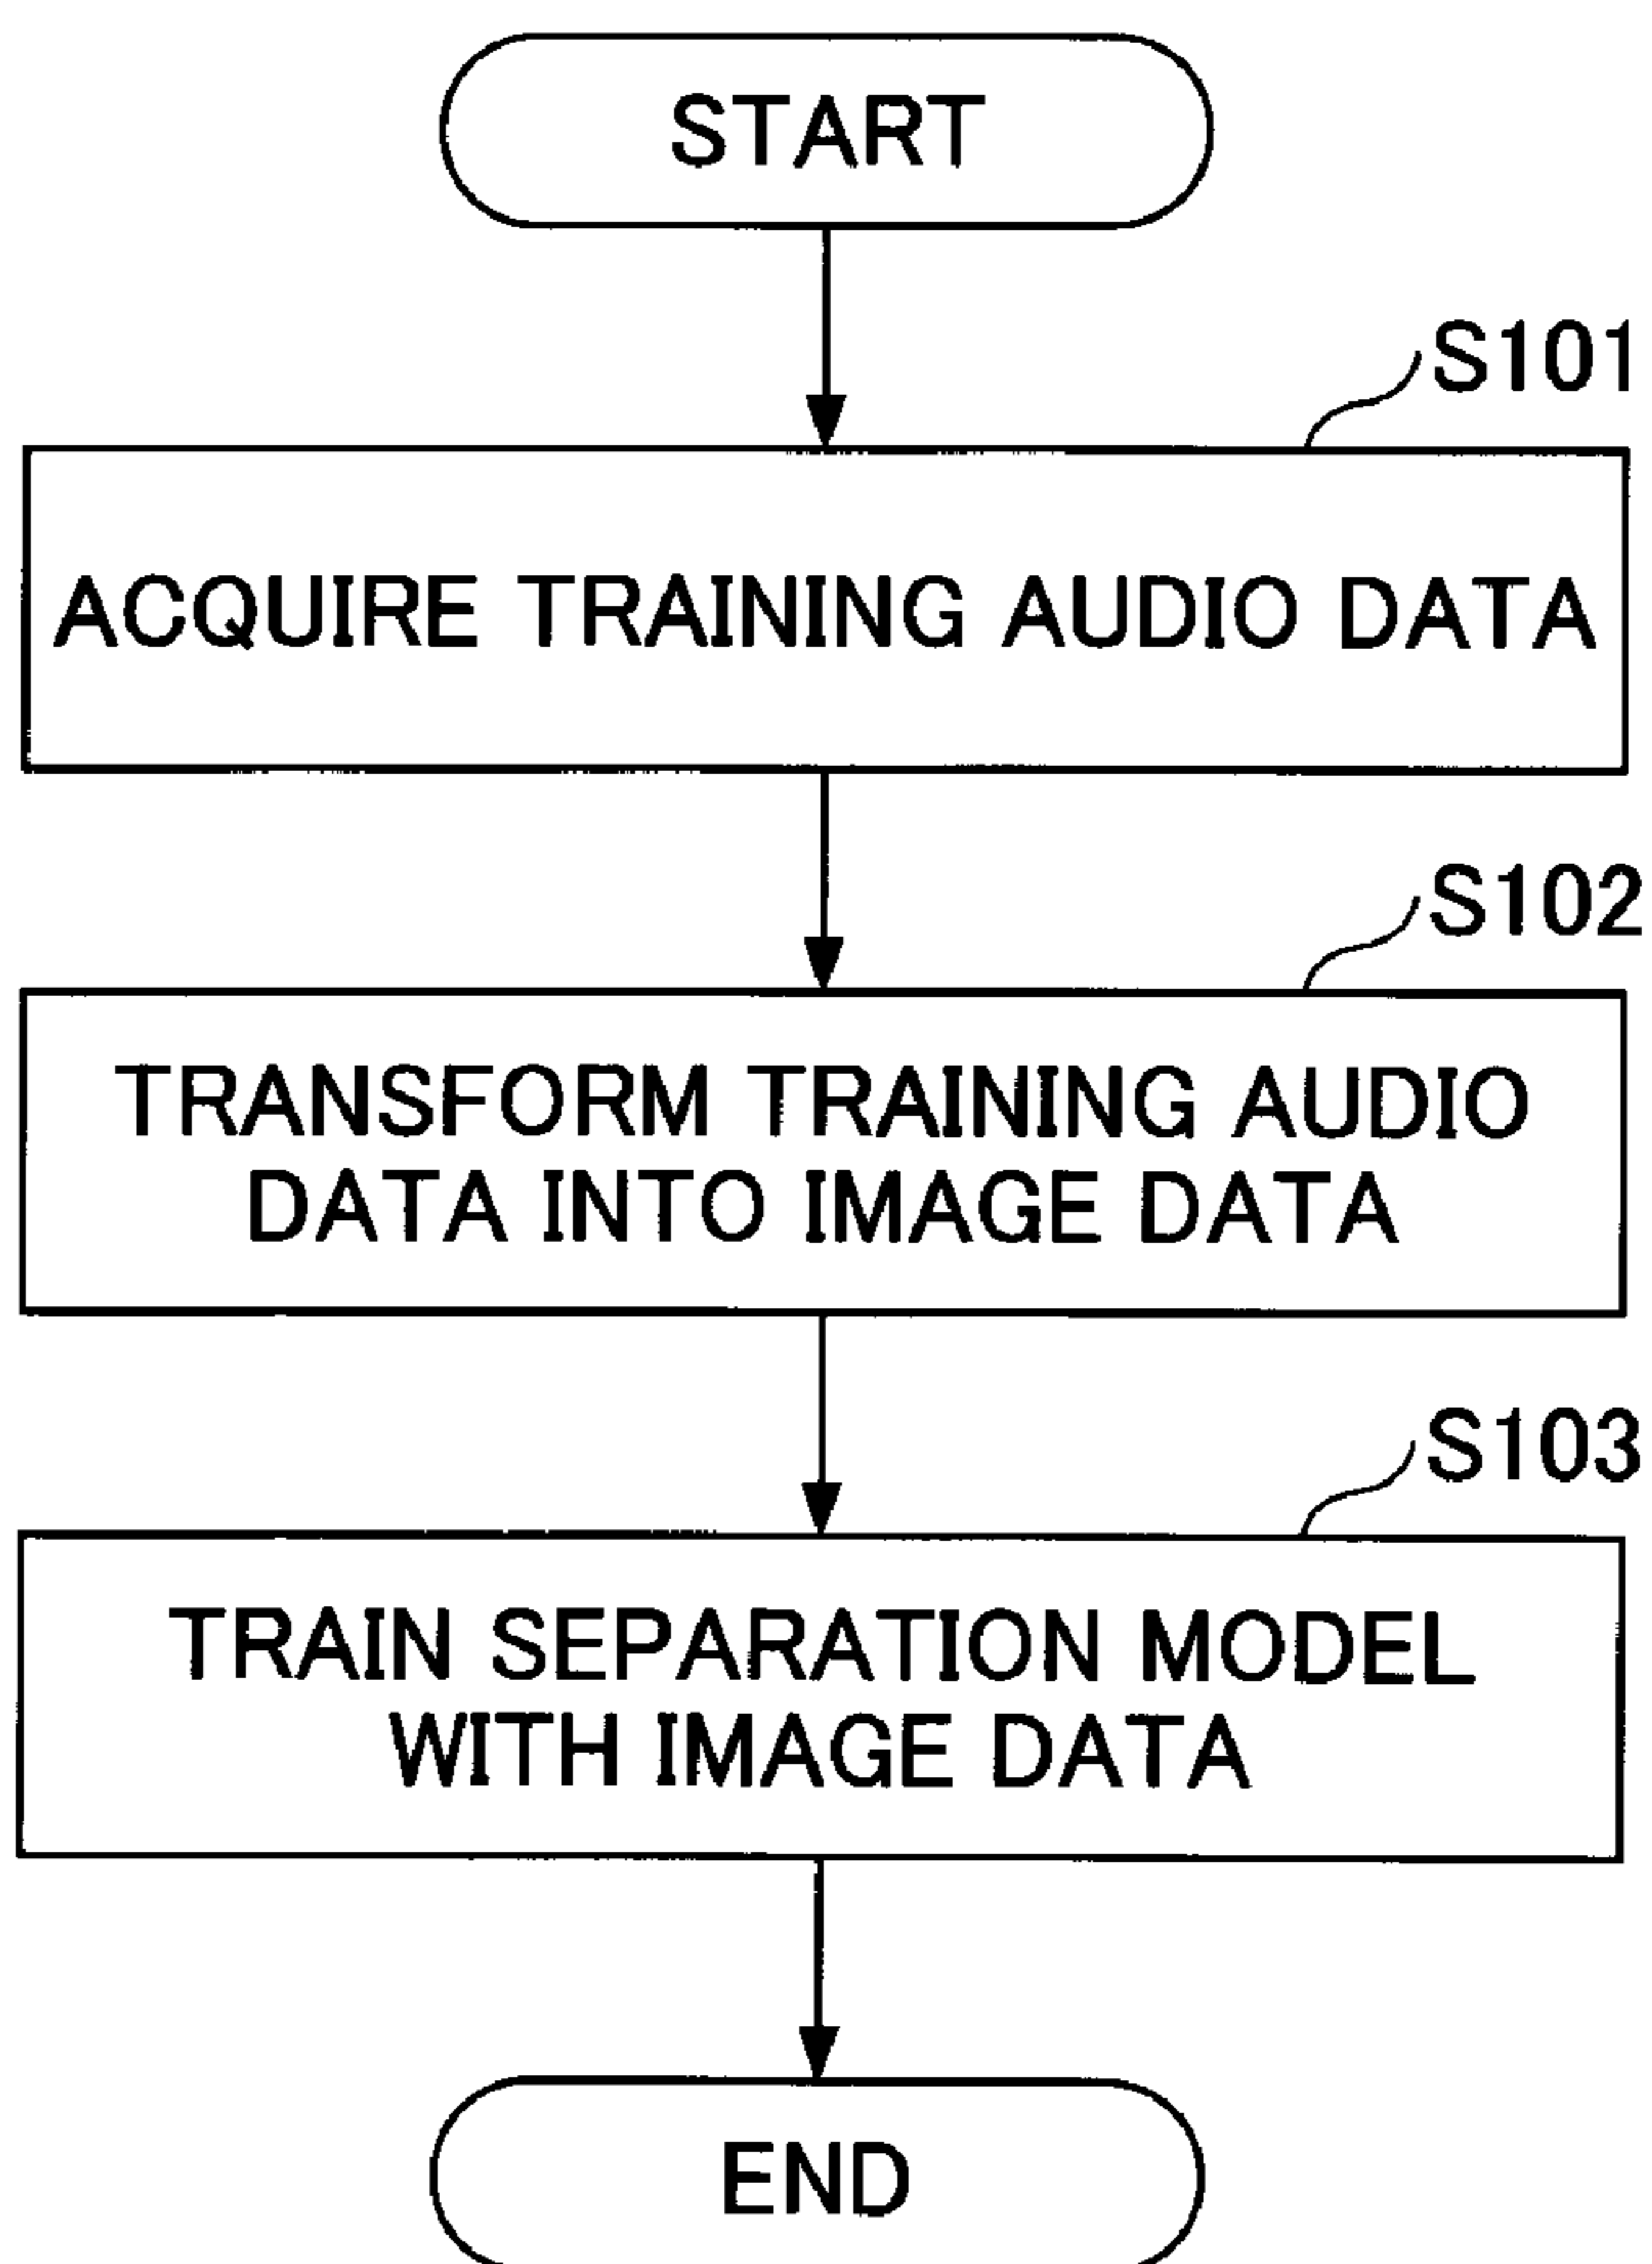 START
S101
ACQUIRE TRAINING AUDIO DATA
S102
TRANSFORM TRAINING AUDIO
DATA INTO IMAGE DATA
S103
TRAIN SEPARATION MODEL
WITH IMAGE DATA
END